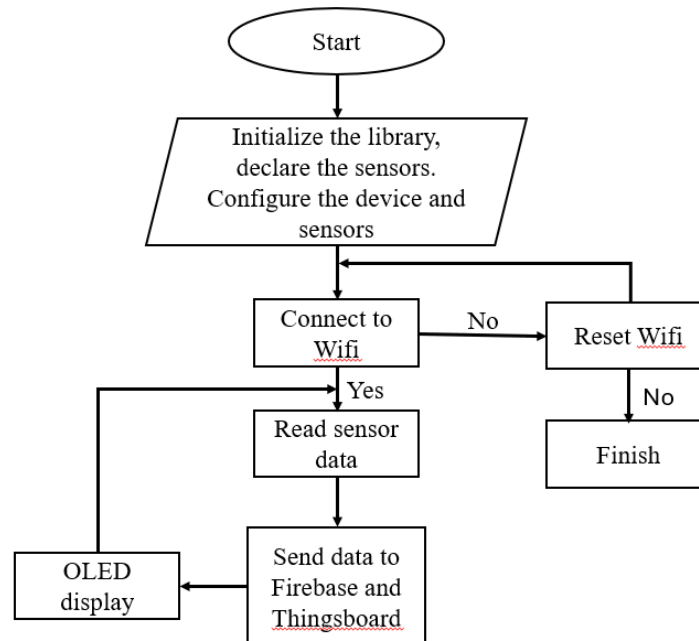 Start
Initialize the library,
declare the sensors.
Configure the device and
sensors
Connect to
Wifi
No
Reset Wifi
Yes
No
Read sensor
data
Finish
Send data to
Firebase and
Thingsboard
OLED
display